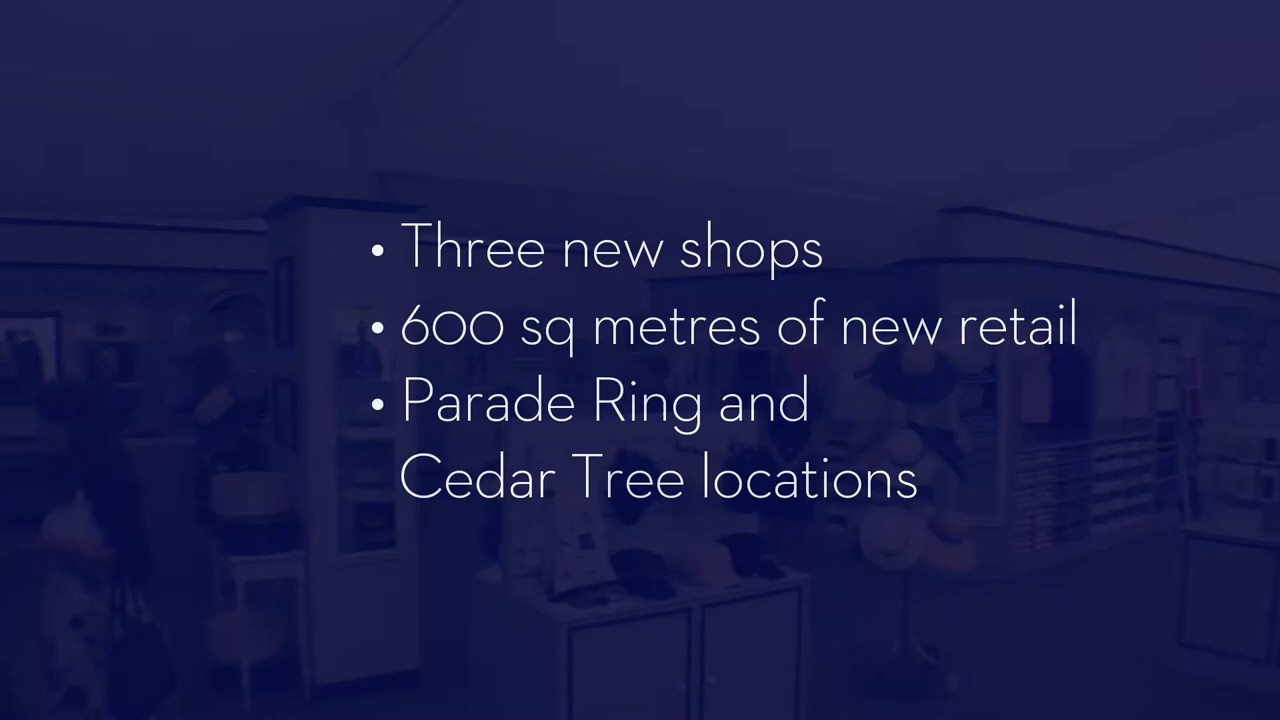 • Three new shops
• 600 sq metres of new retail
• Parade Ring and
Cedar Tree locations